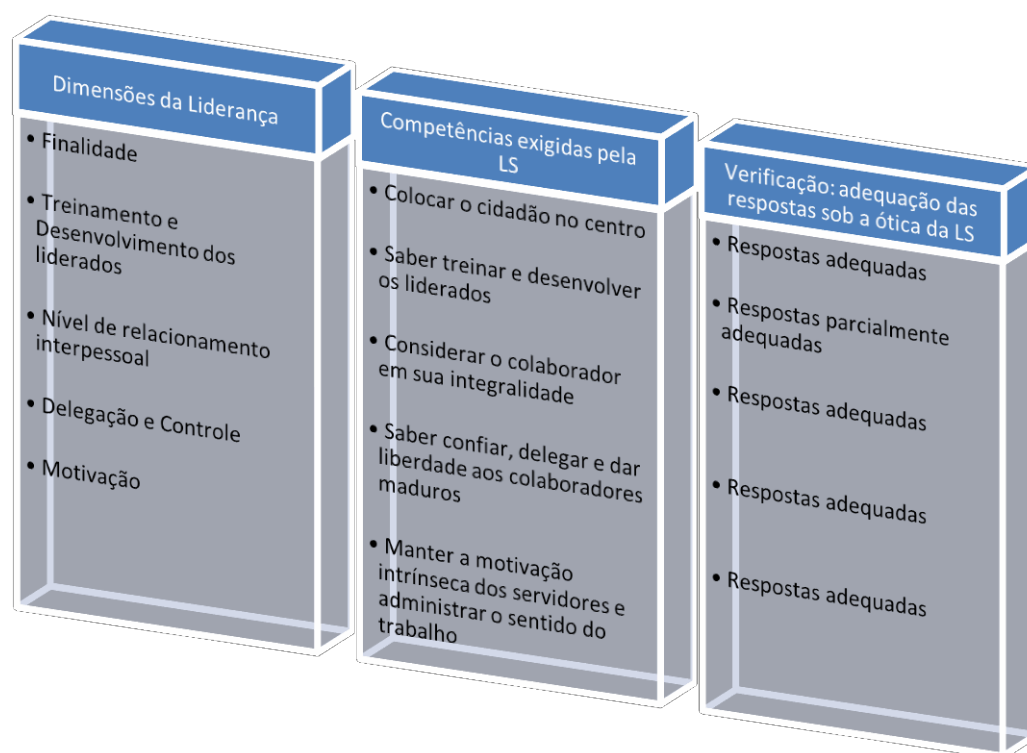 Dimensões da Liderança
• Finalidade
• Treinamento e
Desenvolvimento dos
liderados
• Nível de relacionamento
interpessoal
• Delegação e Controle
• Motivação
Competências exigidas pela
LS
• Colocar o cidadão no centro
• Saber treinar e desenvolver
os liderados
• Considerar o colaborador
em sua integralidade
• Saber confiar, delegar e dar
liberdade aos colaboradores
maduros
• Manter a motivação
intrínseca dos servidores e
administrar o sentido do
trabalho
Verificação: adequação das
respostas sob a ótica da LS
• Respostas adequadas
• Respostas parcialmente
adequadas
• Respostas adequadas
• Respostas adequadas
• Respostas adequadas